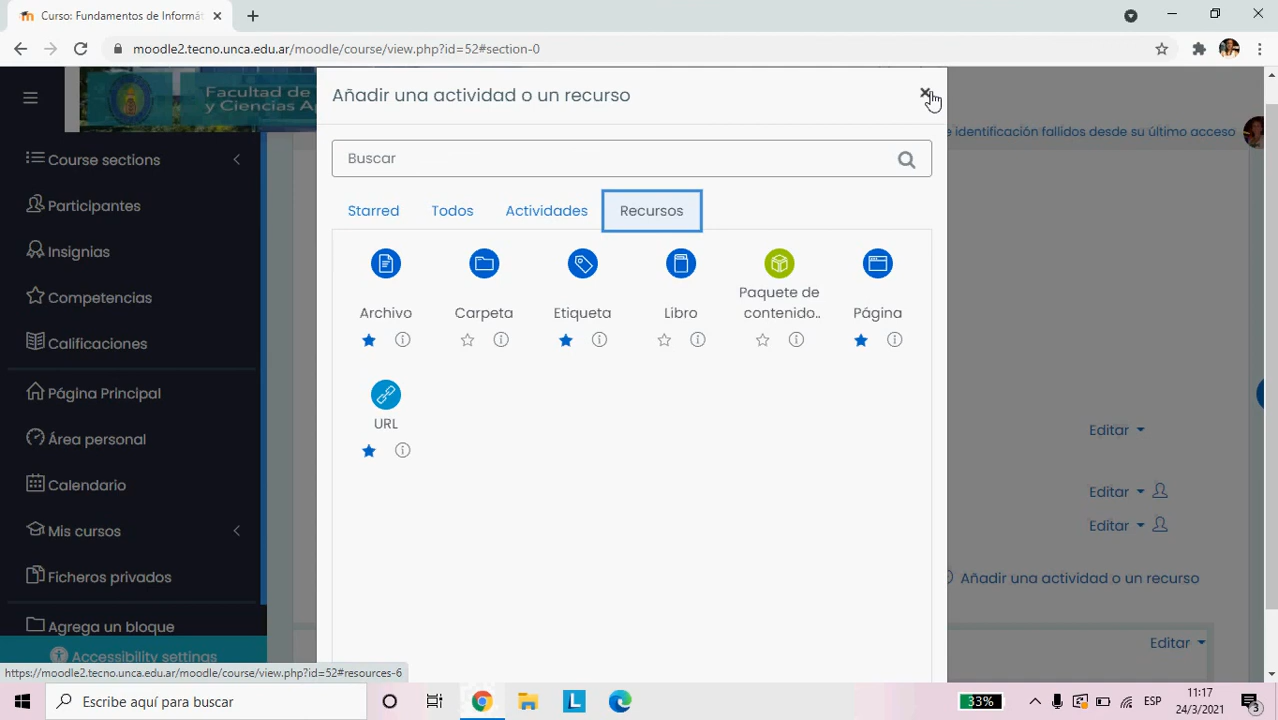 Curso: Fundamentos de Informát
moodle2.tecno.unca.edu.ar/moodle/course/view.php?id=52#section-0
Facultad de
y Ciencias Ap
Añadir una actividad o un recurso
e identificación fallidos desde su último acceso
Buscar
Starred
Todos
Actividades
Recursos
Archivo
Carpeta
Etiqueta
Libro
Paquete de
contenido..
Página
URL
Course sections
Participantes
Insignias
Competencias
Calificaciones
Página Principal
Área personal
Calendario
Mis cursos
Ficheros privados
Agrega un bloque
Accessibility settings
Editar
Editar
Editar
Añadir una actividad o un recurso
Editar
https://moodle2.tecno.unca.edu.ar/moodle/course/view.php?id=52#resources-6
Escribe aquí para buscar
L
33%
ESP
11:17
24/3/2021
3